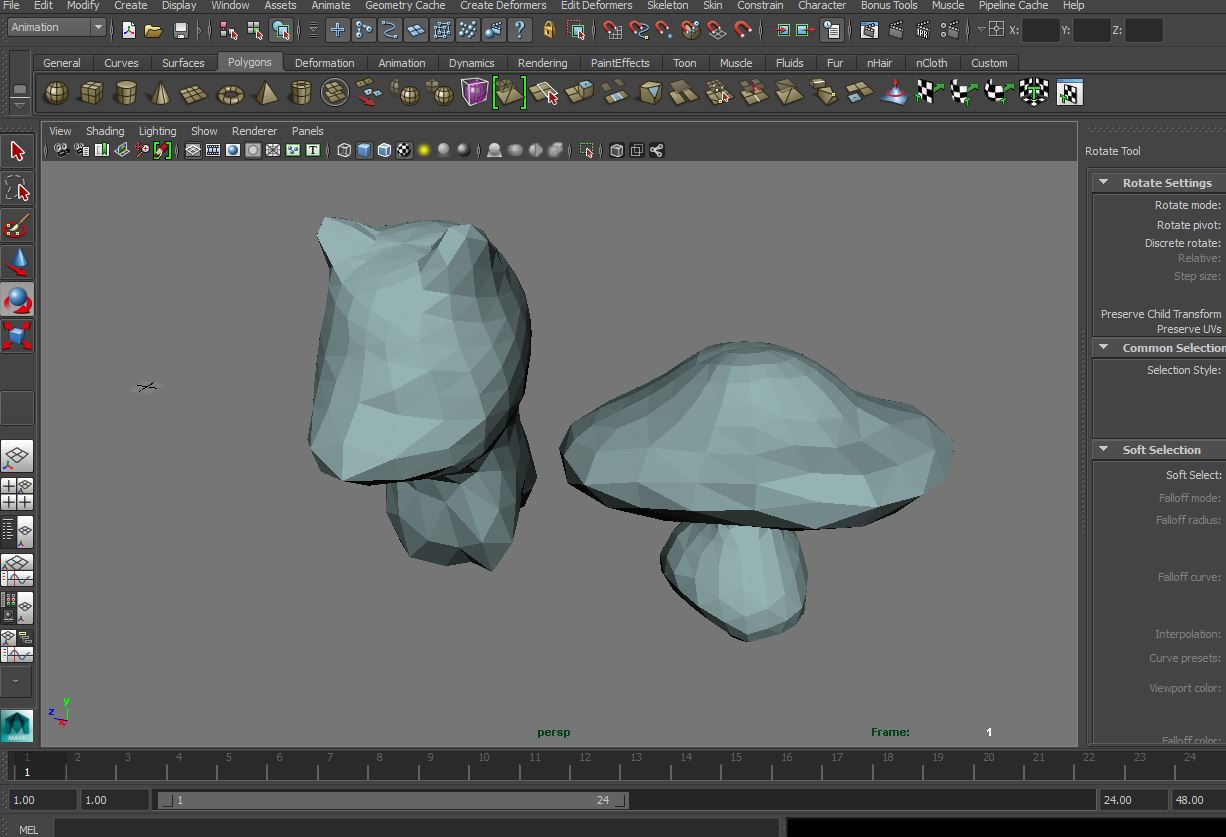 File Edit Modify Create Display Window Assets Animate Geometry Cache Create Deformers Edit Deformers Skeleton Skin Constrain Character Bonus Tools Muscle Pipeline Cache Help
Animation X: Y: Z:
General Curves Surfaces Polygons Deformation Animation Dynamics Rendering PaintEffects Toon Muscle Fluids Fur nHair nCloth Custom
View Shading Lighting Show Renderer Panels
Rotate Tool
Rotate Settings
Rotate mode:
Rotate pivot:
Discrete rotate:
Relative:
Step size:
Preserve Child Transform
Preserve UVs
Common Selection
Selection Style:
Soft Selection
Soft Select:
Falloff mode:
Falloff radius:
Falloff curve:
Interpolation:
Curve presets:
Viewport color:
Falloff color:
y
z
x
persp Frame: 1
MAYA
1 2 3 4 5 6 7 8 9 10 11 12 13 14 15 16 17 18 19 20 21 22 23 24
1
1.00 1.00 1 24 24.00 48.00
MEL